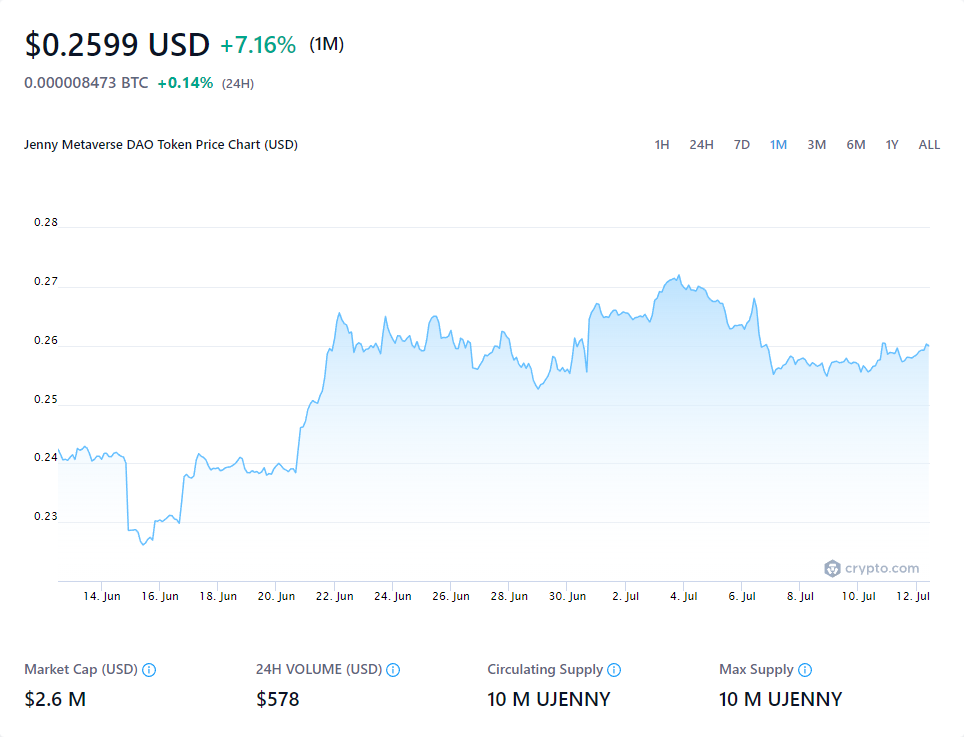 $0.2599 USD +7.16% (1M)
0.000008473 BTC +0.14% (24H)
Jenny Metaverse DAO Token Price Chart (USD) 1H 24H 7D 1M 3M 6M 1Y ALL
0.28
0.27
0.26
0.25
0.24
0.23
crypto.com
14. Jun 16. Jun 18. Jun 20. Jun 22. Jun 24. Jun 26. Jun 28. Jun 30. Jun 2. Jul 4. Jul 6. Jul 8. Jul 10. Jul 12. Jul
Market Cap (USD) 24H VOLUME (USD) Circulating Supply Max Supply
$2.6 M $578 10 M UJENNY 10 M UJENNY